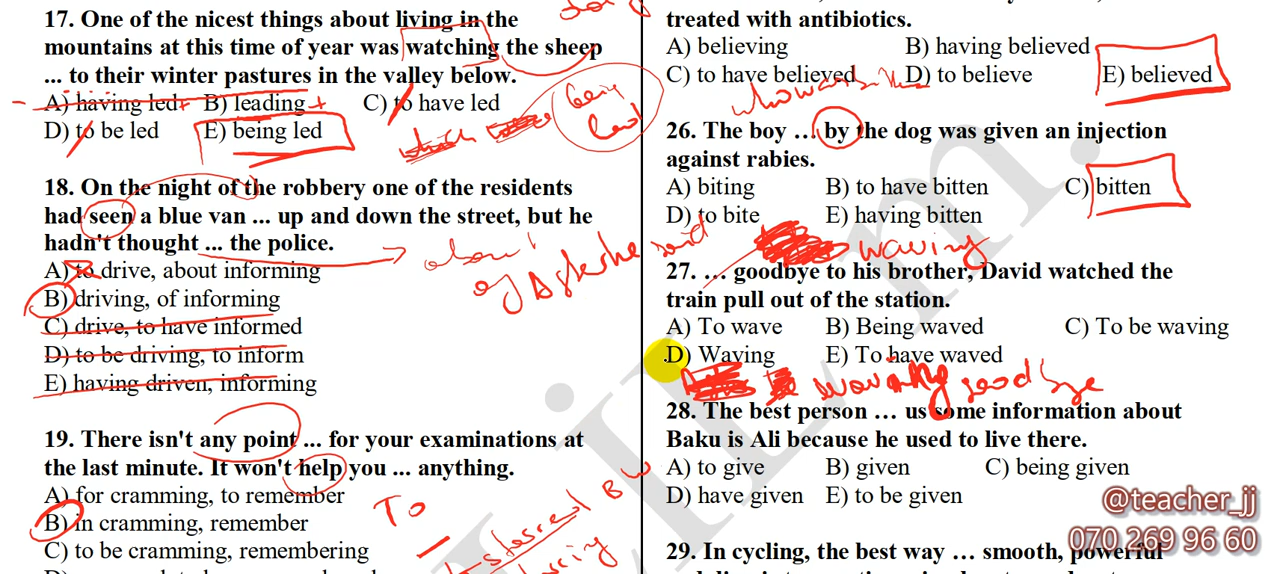 17. One of the nicest things about living in the
mountains at this time of year was watching the sheep
... to their winter pastures in the valley below.
A) having led B) leading C) to have led
D) to be led E) being led
being
led
18. On the night of the robbery one of the residents
had seen a blue van ... up and down the street, but he
hadn't thought ... the police.
A) to drive, about informing
B) driving, of informing
C) drive, to have informed
D) to be driving, to inform
E) having driven, informing
19. There isn't any point ... for your examinations at
the last minute. It won't help you ... anything.
A) for cramming, to remember
B) in cramming, remember
C) to be cramming, remembering
To
treated with antibiotics.
A) believing B) having believed
C) to have believed D) to believe E) believed
26. The boy ... by the dog was given an injection
against rabies.
A) biting B) to have bitten C) bitten
D) to bite E) having bitten
waving
27. ... goodbye to his brother, David watched the
train pull out of the station.
A) To wave B) Being waved C) To be waving
D) Waving E) To have waved
goodbye
28. The best person ... us some information about
Baku is Ali because he used to live there.
A) to give B) given C) being given
D) have given E) to be given
@teacher_jj
070 269 96 60
29. In cycling, the best way ... smooth, powerful